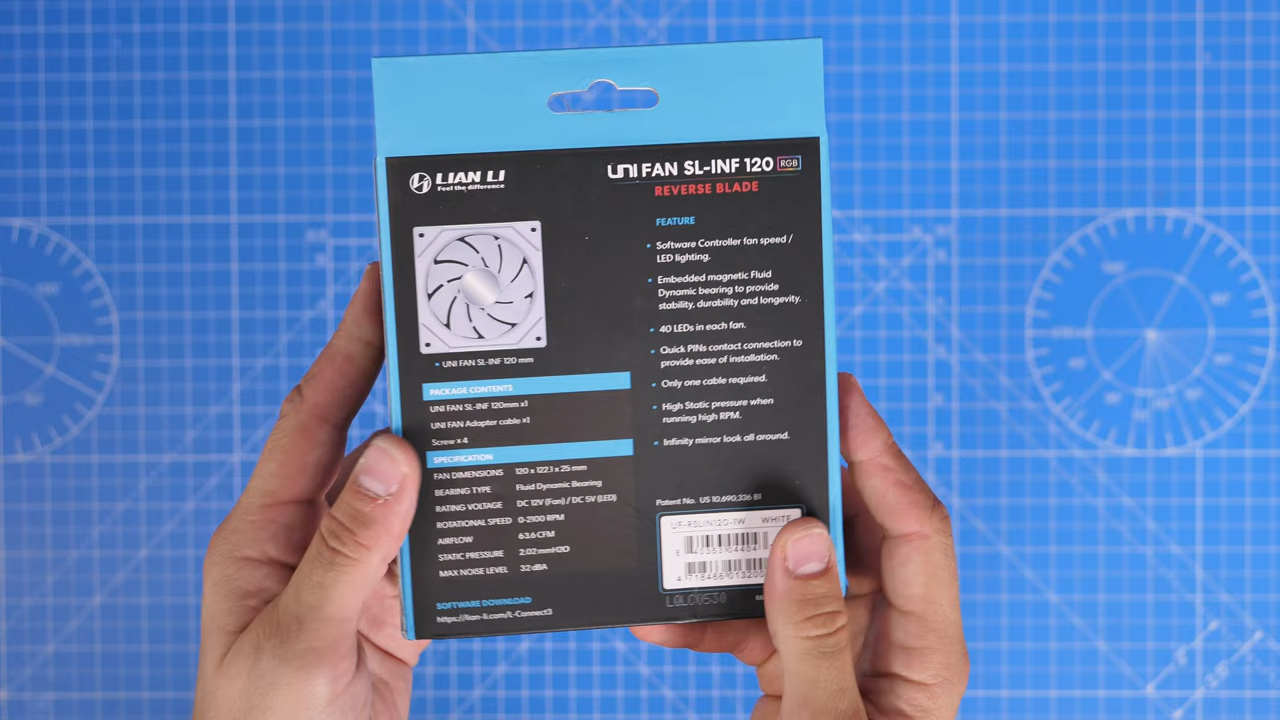 LIAN LI
Feel the difference
UNI FAN SL-INF 120 RGB
REVERSE BLADE
UNI FAN SL-INF 120 mm
PACKAGE CONTENTS
UNI FAN SL-INF 120mm x1
UNI FAN Adapter cable x1
Screw x 4
SPECIFICATION
FAN DIMENSIONS 120 x 122.1 x 25 mm
BEARING TYPE Fluid Dynamic Bearing
RATING VOLTAGE DC 12V (Fan) / DC 5V (LED)
ROTATIONAL SPEED 0-2100 RPM
AIRFLOW 63.6 CFM
STATIC PRESSURE 2.02 mmH2O
MAX NOISE LEVEL 32 dBA
SOFTWARE DOWNLOAD
https://lian-li.com/L-Connect3
FEATURE
Software Controller fan speed /
LED lighting.
Embedded magnetic Fluid
Dynamic bearing to provide
stability, durability and longevity.
40 LEDs in each fan.
Quick PINs contact connection to
provide ease of installation.
Only one cable required.
High Static pressure when
running high RPM.
Infinity mirror look all around.
Patent No. US 10,690,336 B1
UF-RSLIN120-1W WHITE